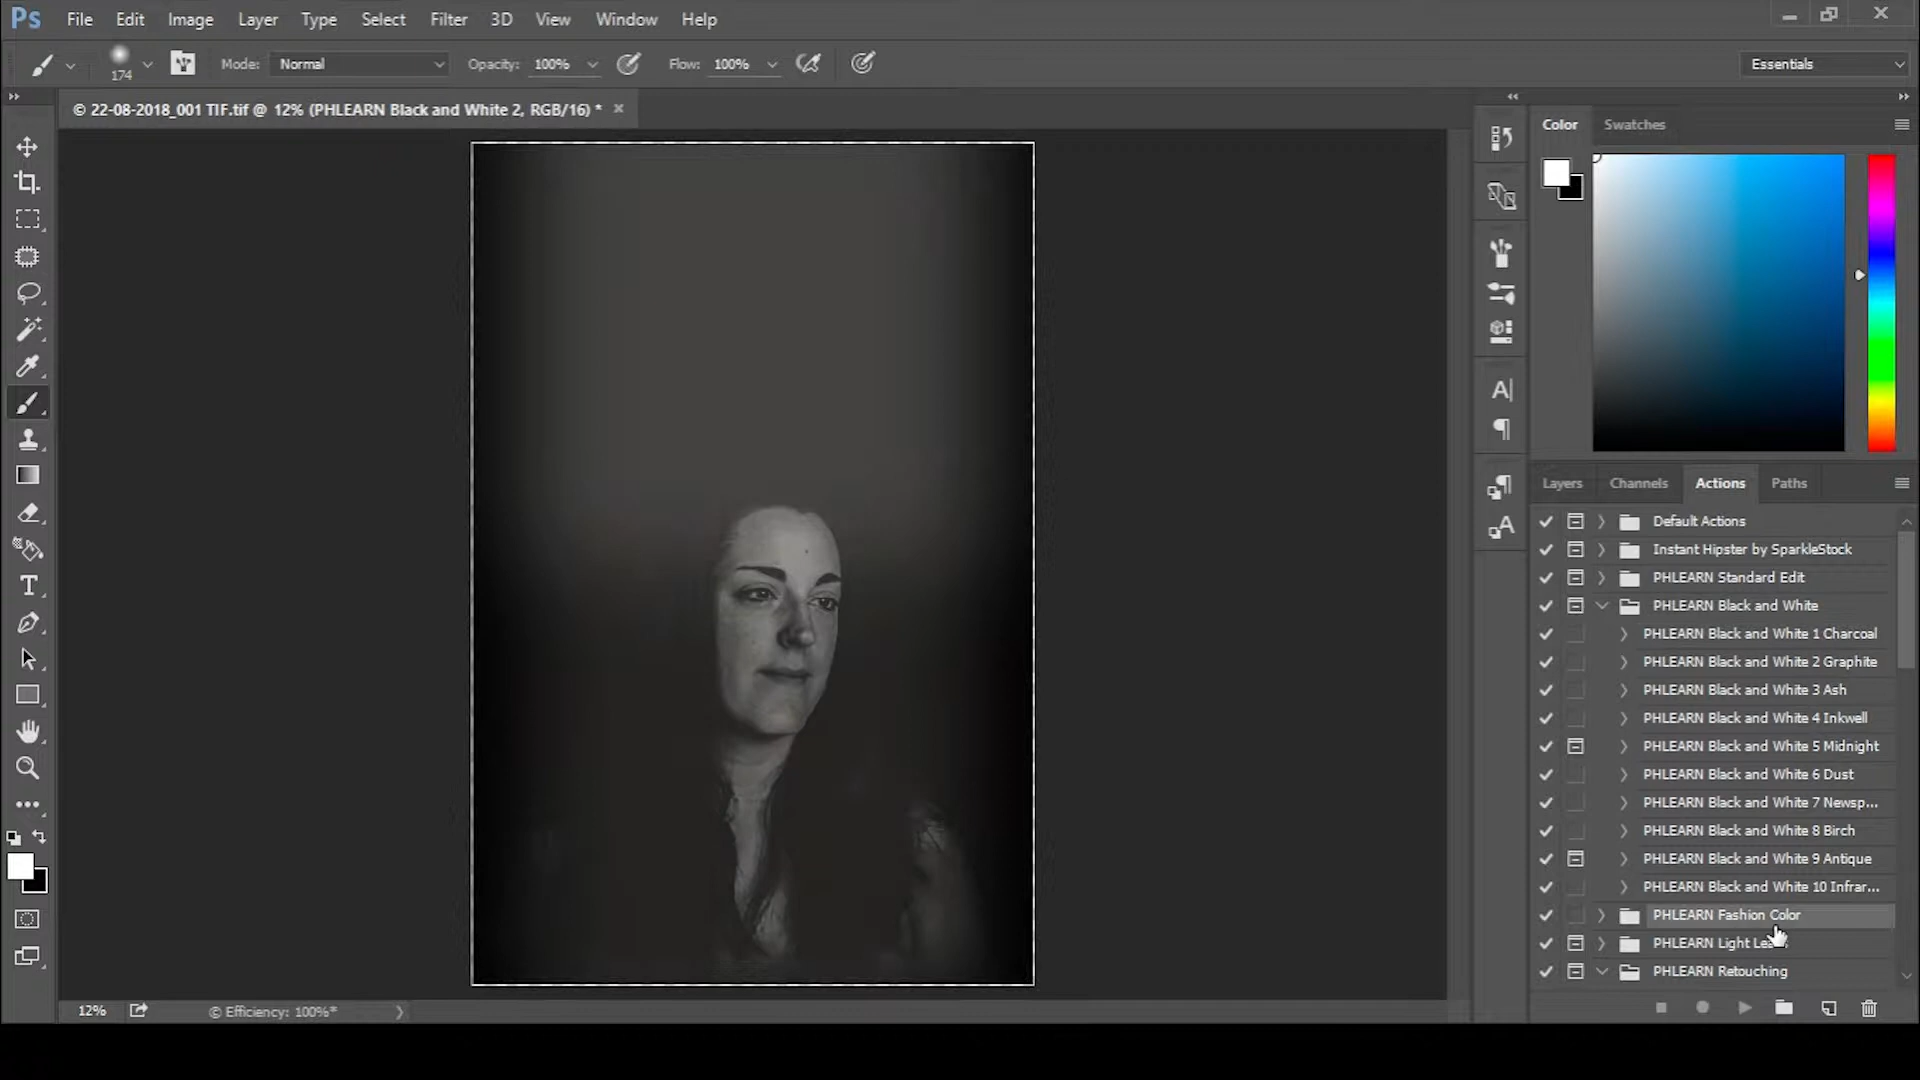 Ps File Edit Image Layer Type Select Filter 3D View Window Help
174 Mode: Normal Opacity: 100% Flow: 100% Essentials
© 22-08-2018_001 TIF.tif @ 12% (PHLEARN Black and White 2, RGB/16) *
Color Swatches
Layers Channels Actions Paths
Default Actions
Instant Hipster by SparkleStock
PHLEARN Standard Edit
PHLEARN Black and White
PHLEARN Black and White 1 Charcoal
PHLEARN Black and White 2 Graphite
PHLEARN Black and White 3 Ash
PHLEARN Black and White 4 Inkwell
PHLEARN Black and White 5 Midnight
PHLEARN Black and White 6 Dust
PHLEARN Black and White 7 Newsp...
PHLEARN Black and White 8 Birch
PHLEARN Black and White 9 Antique
PHLEARN Black and White 10 Infrar...
PHLEARN Fashion Color
PHLEARN Light
PHLEARN Retouching
12% © Efficiency: 100%*